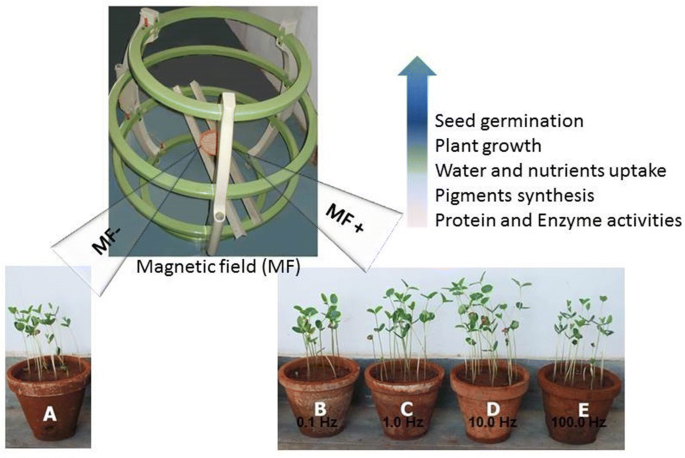 Seed germination
Plant growth
Water and nutrients uptake
Pigments synthesis
Protein and Enzyme activities
MF-
MF+
Magnetic field (MF)
A
B
C
D
E
0.1 Hz
1.0 Hz
10.0 Hz
100.0 Hz